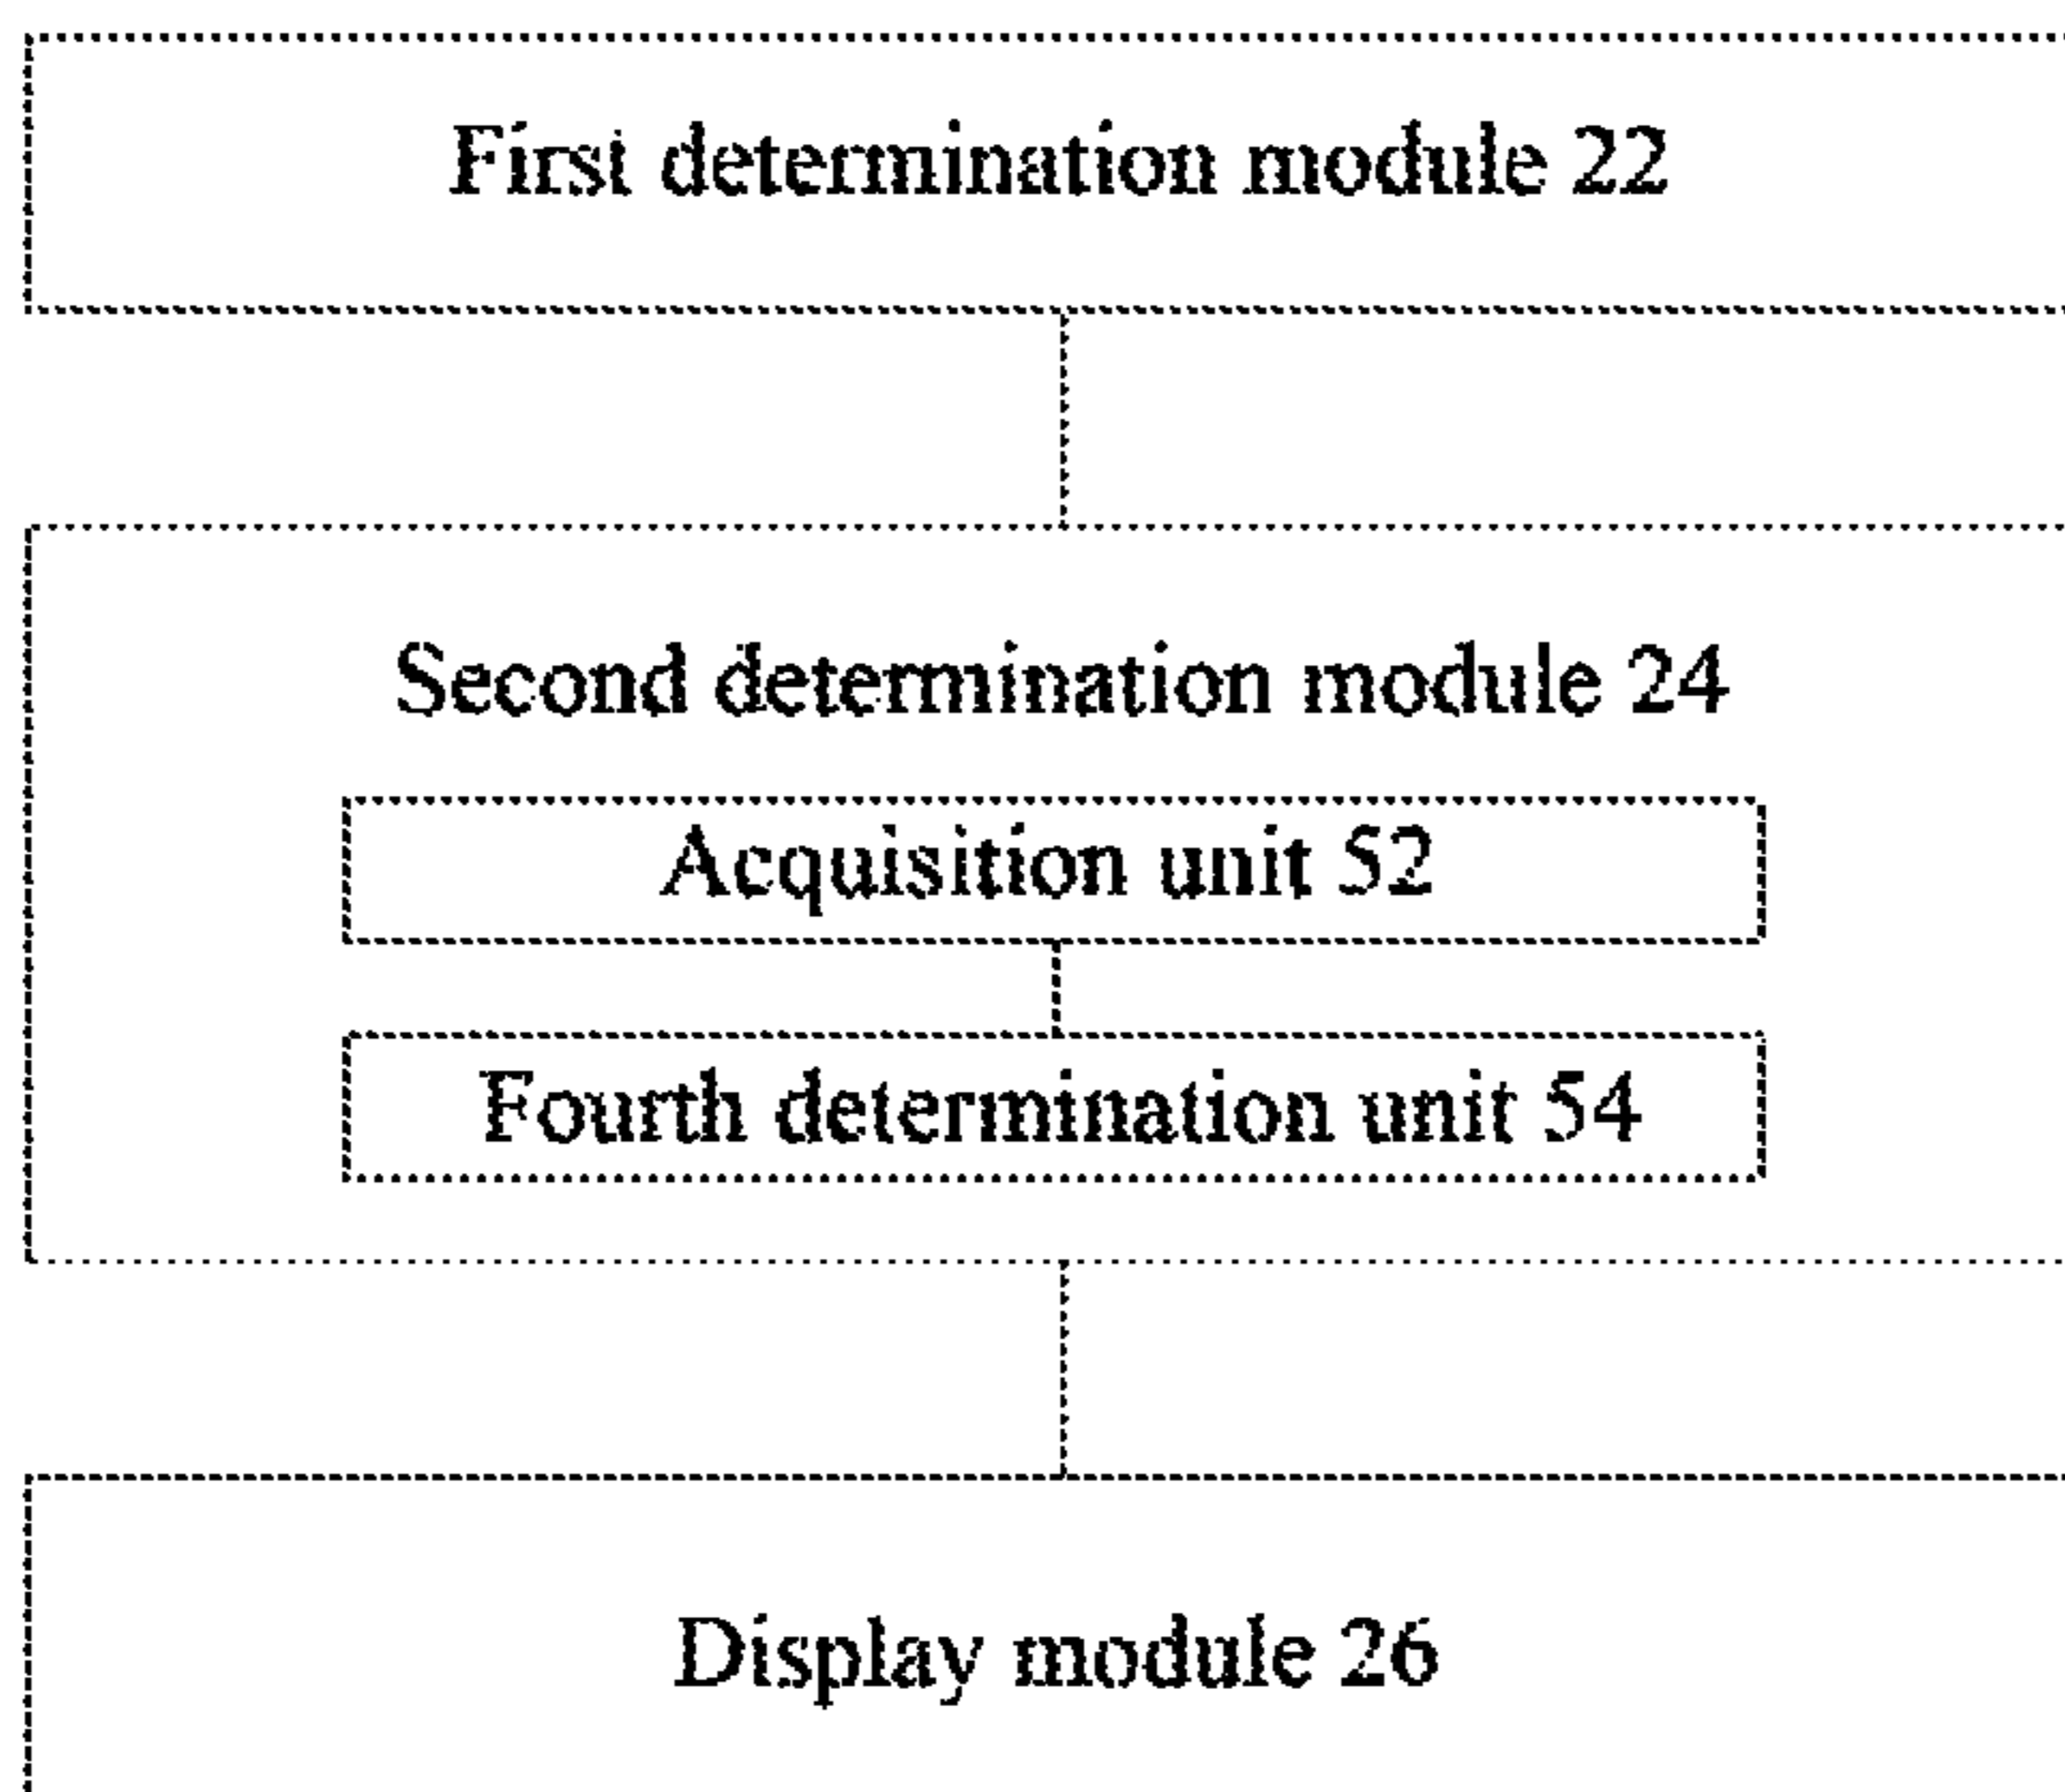 First determination module 22
Second determination module 24
Acquisition unit 52
Fourth determination unit 54
Display module 26